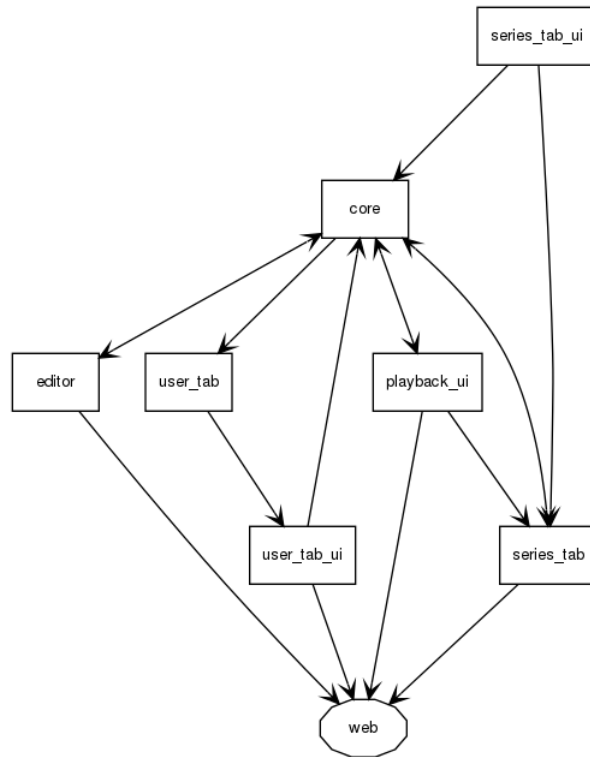 series_tab_ui
core
editor
user_tab
playback_ui
user_tab_ui
series_tab
web